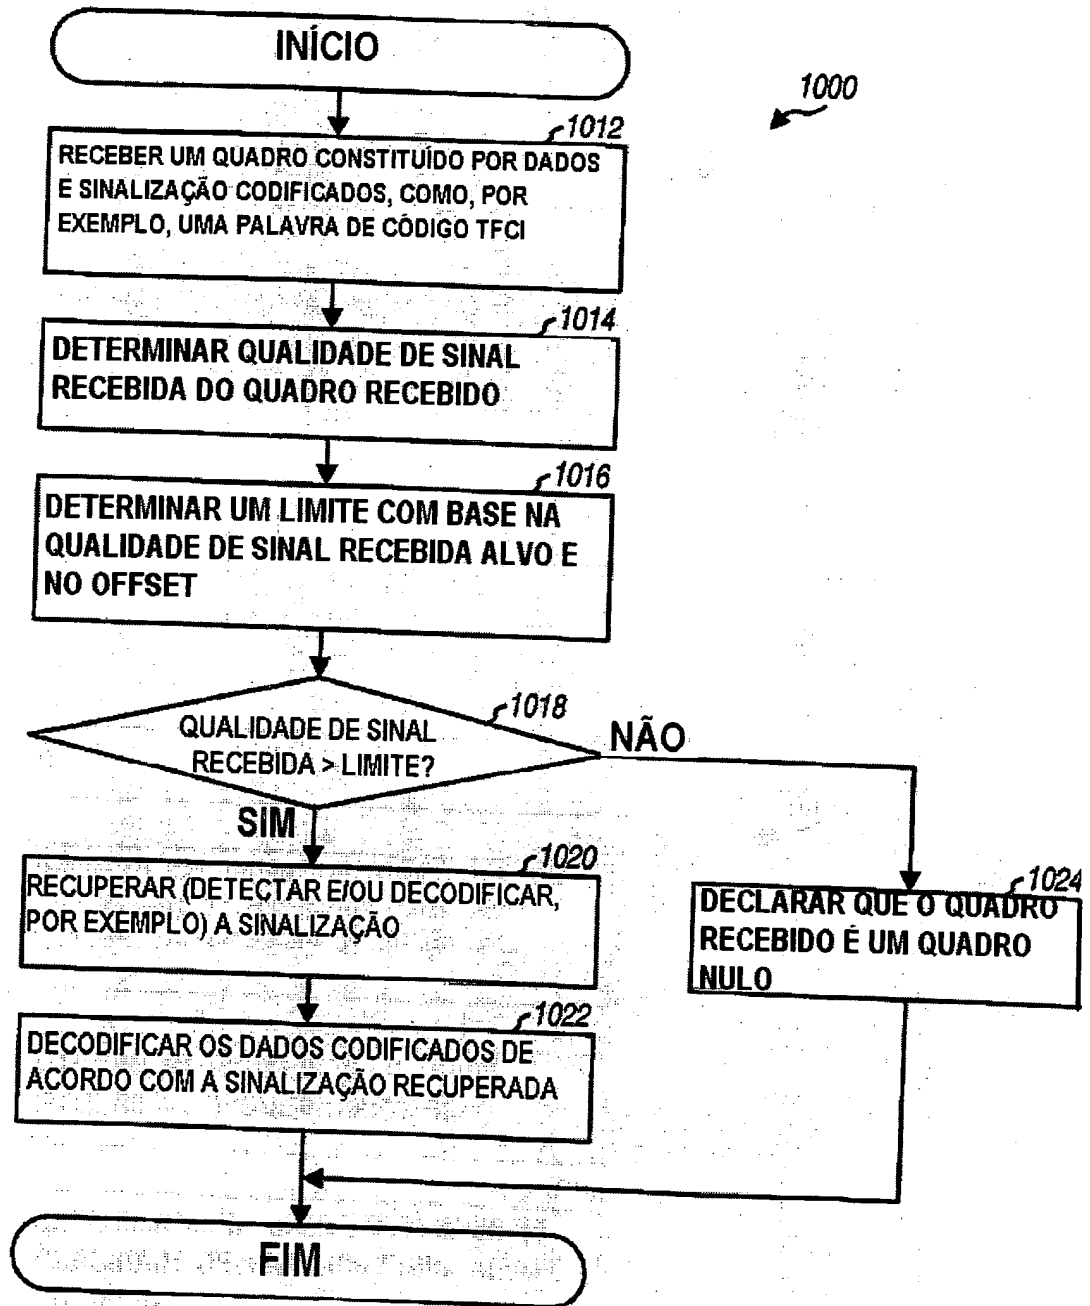 INÍCIO
1000
1012
RECEBER UM QUADRO CONSTITUÍDO POR DADOS
E SINALIZAÇÃO CODIFICADOS, COMO, POR
EXEMPLO, UMA PALAVRA DE CÓDIGO TFCI
1014
DETERMINAR QUALIDADE DE SINAL
RECEBIDA DO QUADRO RECEBIDO
1016
DETERMINAR UM LIMITE COM BASE NA
QUALIDADE DE SINAL RECEBIDA ALVO E
NO OFFSET
1018
QUALIDADE DE SINAL
RECEBIDA > LIMITE?
NÃO
SIM
1020
RECUPERAR (DETECTAR E/OU DECODIFICAR,
POR EXEMPLO) A SINALIZAÇÃO
1024
DECLARAR QUE O QUADRO
RECEBIDO É UM QUADRO
NULO
1022
DECODIFICAR OS DADOS CODIFICADOS DE
ACORDO COM A SINALIZAÇÃO RECUPERADA
FIM